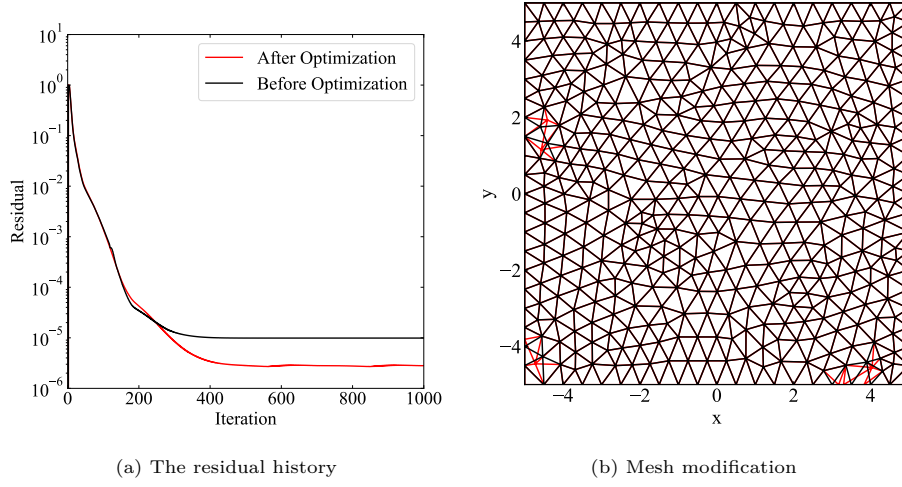 10^1
10^0
10^-1
10^-2
10^-3
10^-4
10^-5
10^-6
Residual
After Optimization
Before Optimization
0 200 400 600 800 1000
Iteration
(a) The residual history
4
2
0
−2
−4
y
−4 −2 0 2 4
x
(b) Mesh modification